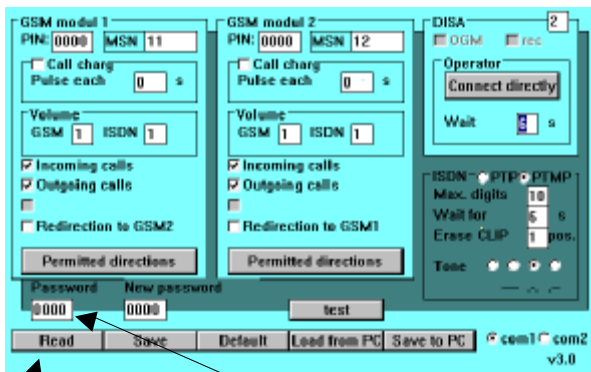 GSM modul 1
PIN: 0000 MSN 11
Call charg
Pulse each 0 s
Volume
GSM 1 ISDN 1
Incoming calls
Outgoing calls
Redirection to GSM2
Permitted directions
GSM modul 2
PIN: 0000 MSN 12
Call charg
Pulse each 0 s
Volume
GSM 1 ISDN 1
Incoming calls
Outgoing calls
Redirection to GSM1
Permitted directions
DISA 2
OGM rec
Operator
Connect directly
Wait 6 s
ISDN PTP PTMP
Max. digits 10
Wait for 6 s
Erase CLIP 1 pos.
Tone
Password New password
0000 0000 test
Read Save Default Load from PC Save to PC com1 com2
v3.0